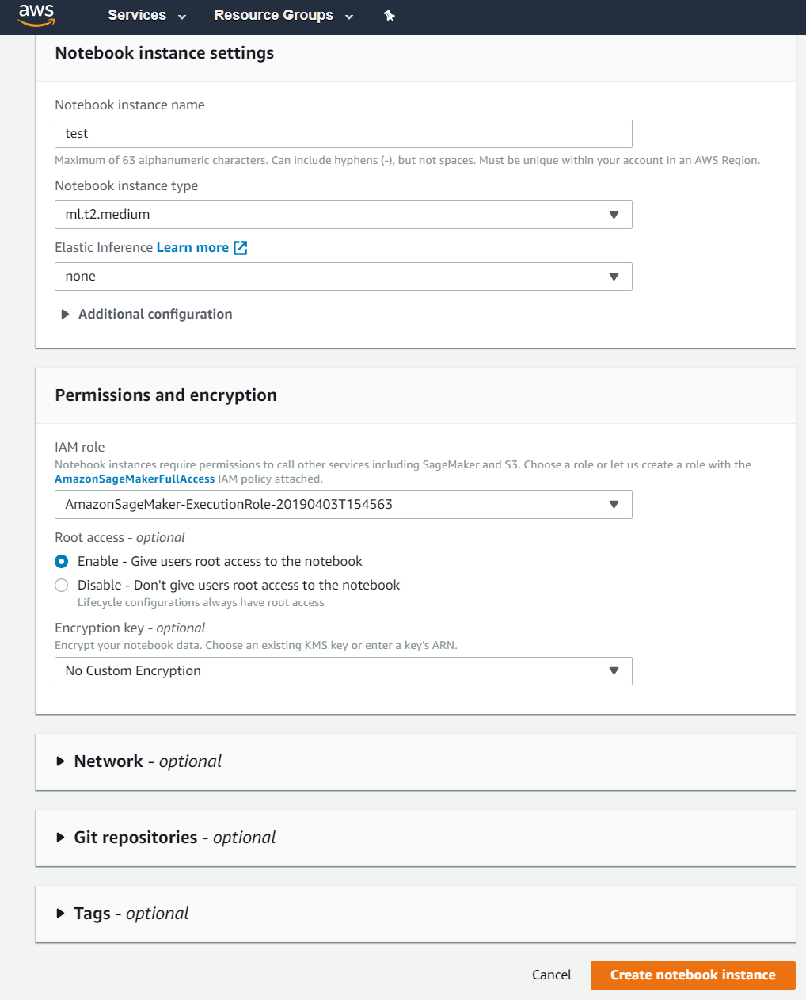 aws Services Resource Groups
Notebook instance settings
Notebook instance name
test
Maximum of 63 alphanumeric characters. Can include hyphens (-), but not spaces. Must be unique within your account in an AWS Region.
Notebook instance type
ml.t2.medium
Elastic Inference Learn more
none
Additional configuration
Permissions and encryption
IAM role
Notebook instances require permissions to call other services including SageMaker and S3. Choose a role or let us create a role with the
AmazonSageMakerFullAccess IAM policy attached.
AmazonSageMaker-ExecutionRole-20190403T154563
Root access - optional
Enable - Give users root access to the notebook
Disable - Don't give users root access to the notebook
Lifecycle configurations always have root access
Encryption key - optional
Encrypt your notebook data. Choose an existing KMS key or enter a key's ARN.
No Custom Encryption
Network - optional
Git repositories - optional
Tags - optional
Cancel Create notebook instance